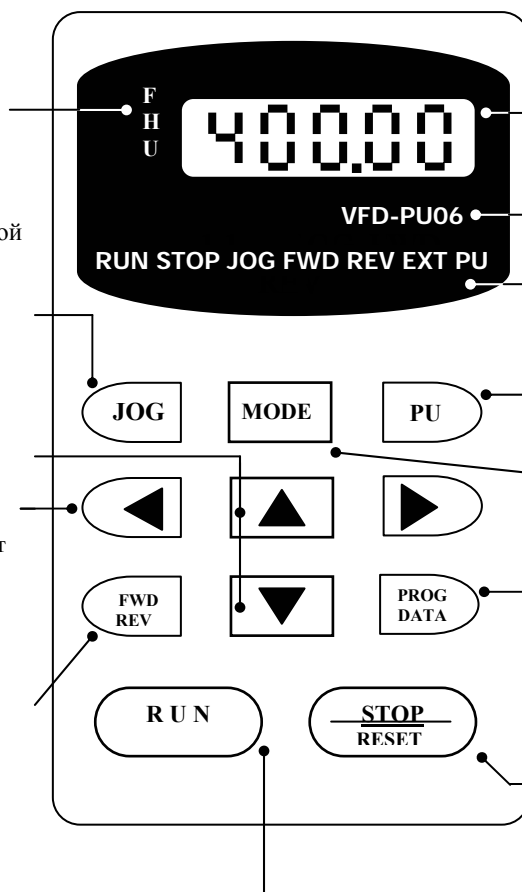 F
H
U
400.00
VFD-PU06
ой
RUN STOP JOG FWD REV EXT PU
JOG
MODE
PU
т
FWD
REV
PROG
DATA
RUN
STOP
RESET